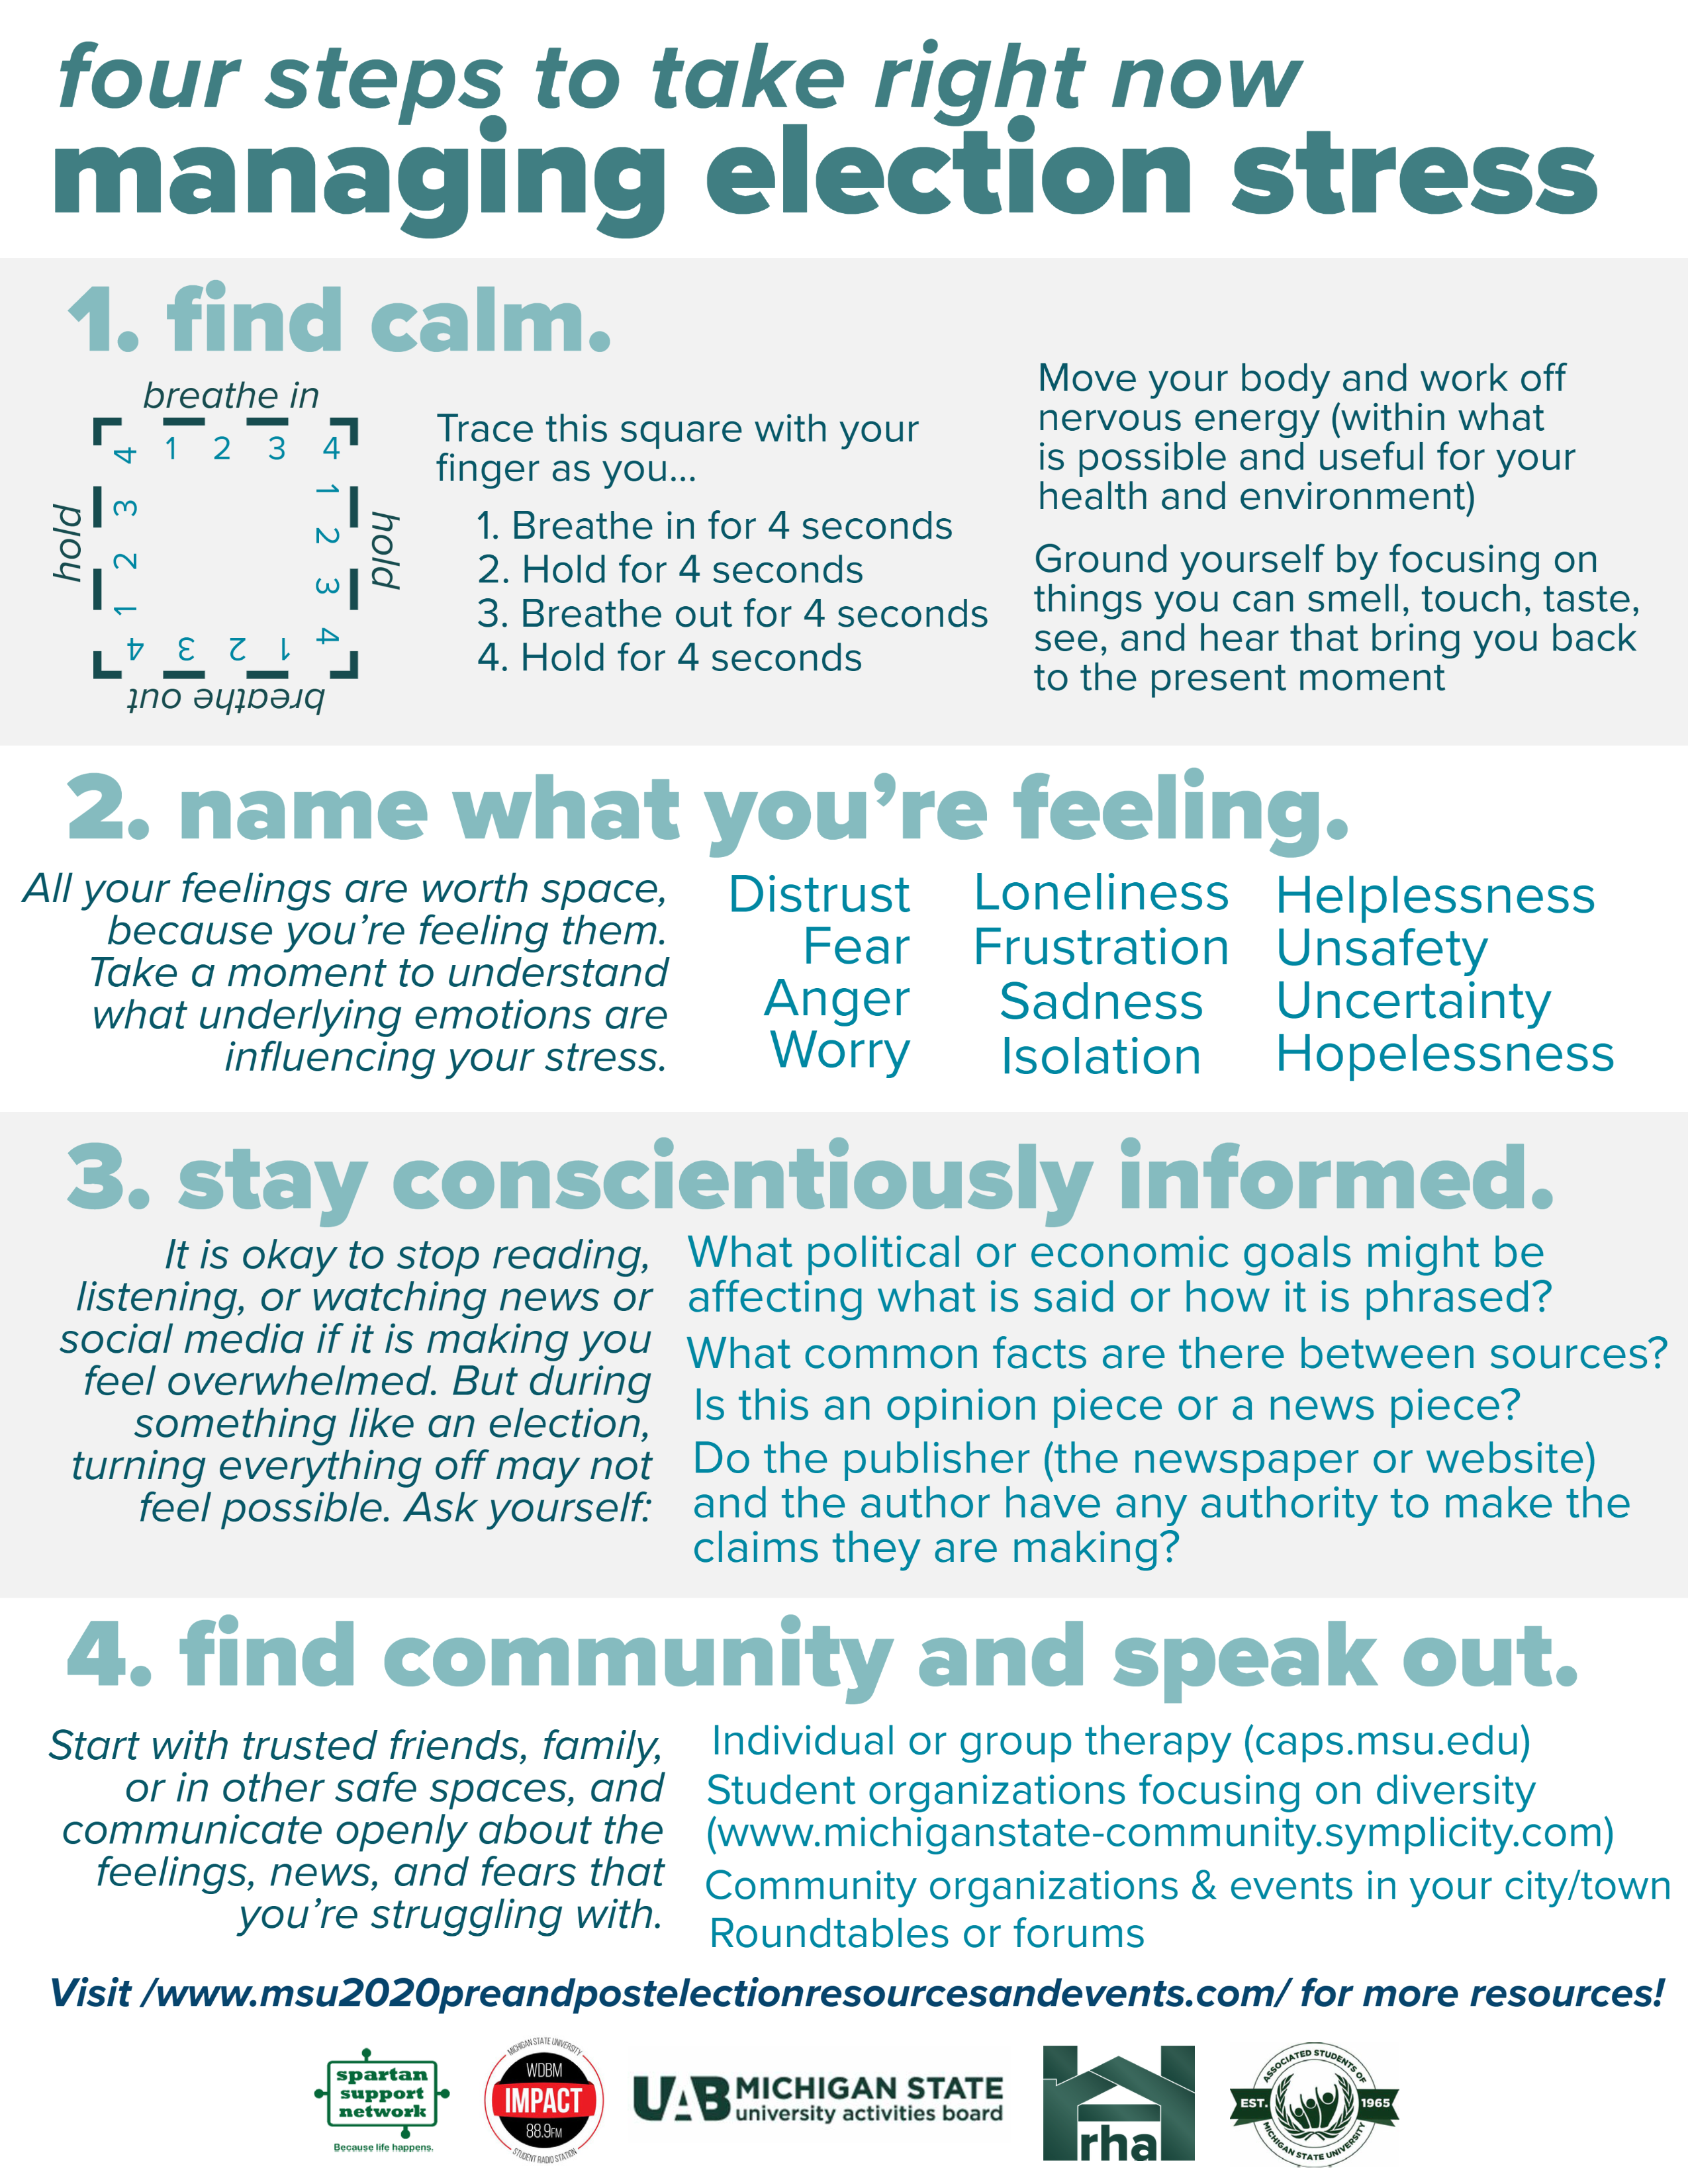 four steps to take right now
managing election stress
1. find calm.
breathe in
1 2 3 4
hold
1 2 3 4
breathe out
1 2 3 4
hold
1 2 3 4
Trace this square with your
finger as you...
1. Breathe in for 4 seconds
2. Hold for 4 seconds
3. Breathe out for 4 seconds
4. Hold for 4 seconds
Move your body and work off
nervous energy (within what
is possible and useful for your
health and environment)
Ground yourself by focusing on
things you can smell, touch, taste,
see, and hear that bring you back
to the present moment
2. name what you're feeling.
All your feelings are worth space,
because you're feeling them.
Take a moment to understand
what underlying emotions are
influencing your stress.
Distrust
Fear
Anger
Worry
Loneliness
Frustration
Sadness
Isolation
Helplessness
Unsafety
Uncertainty
Hopelessness
3. stay conscientiously informed.
It is okay to stop reading,
listening, or watching news or
social media if it is making you
feel overwhelmed. But during
something like an election,
turning everything off may not
feel possible. Ask yourself:
What political or economic goals might be
affecting what is said or how it is phrased?
What common facts are there between sources?
Is this an opinion piece or a news piece?
Do the publisher (the newspaper or website)
and the author have any authority to make the
claims they are making?
4. find community and speak out.
Start with trusted friends, family,
or in other safe spaces, and
communicate openly about the
feelings, news, and fears that
you're struggling with.
Individual or group therapy (caps.msu.edu)
Student organizations focusing on diversity
(www.michiganstate-community.symplicity.com)
Community organizations & events in your city/town
Roundtables or forums
Visit /www.msu2020preandpostelectionresourcesandevents.com/ for more resources!
spartan
support
network
Because life happens.
MICHIGAN STATE UNIVERSITY
WDBM
IMPACT
88.9FM
STUDENT RADIO STATION
UAB MICHIGAN STATE
university activities board
rha
ASSOCIATED STUDENTS OF
EST. 1965
MICHIGAN STATE UNIVERSITY